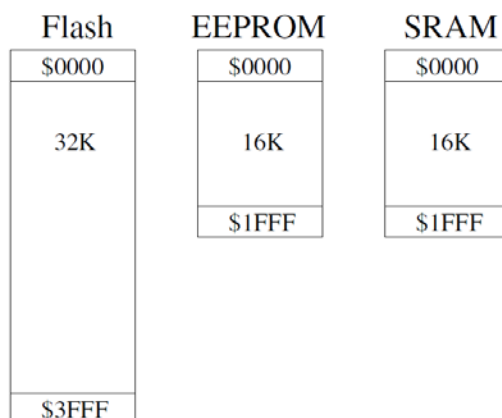 Flash EEPROM SRAM
$0000 $0000 $0000
32K 16K 16K
$1FFF $1FFF
$3FFF